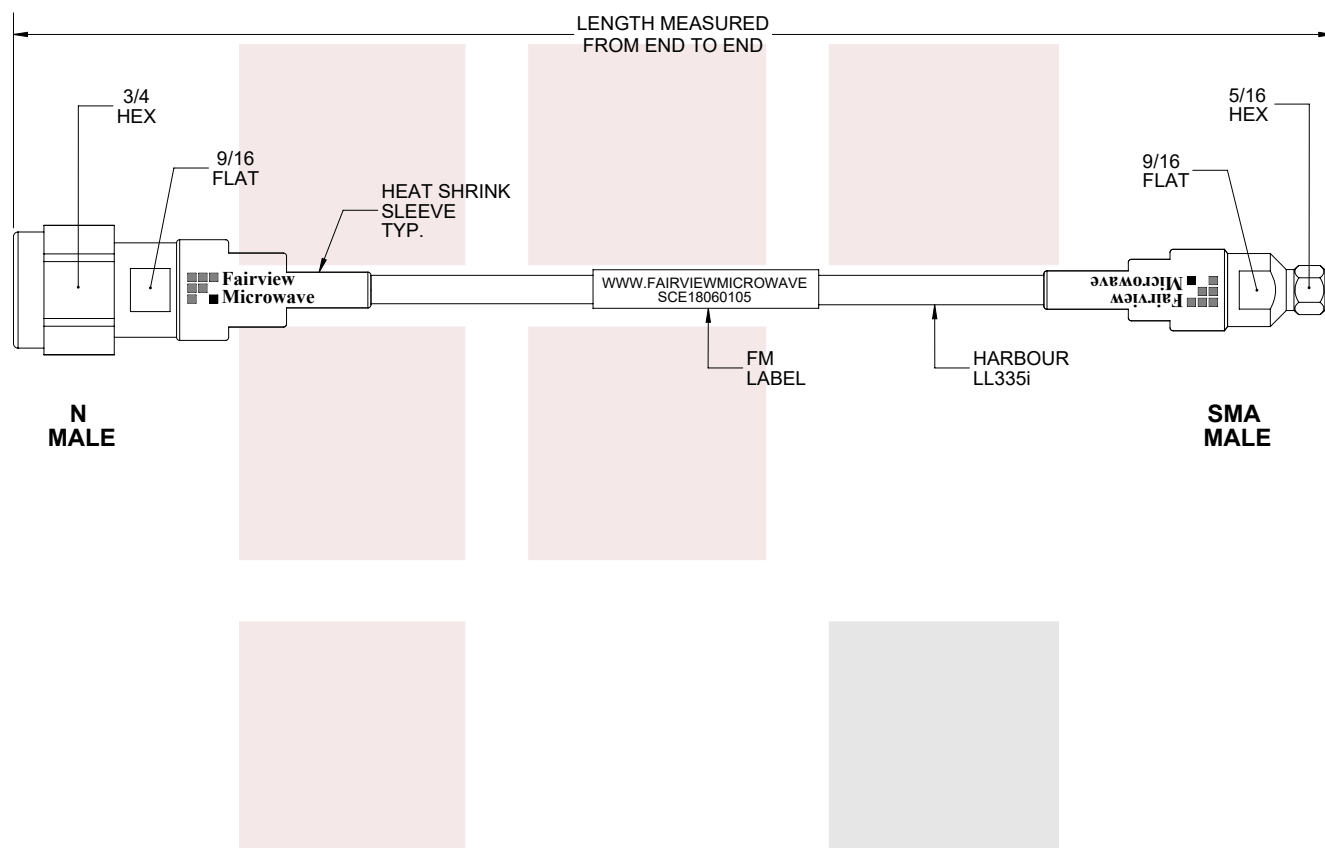 LENGTH MEASURED
FROM END TO END
3/4
HEX
5/16
HEX
9/16
FLAT
9/16
FLAT
HEAT SHRINK
SLEEVE
TYP.
Fairview
Microwave
WWW.FAIRVIEWMICROWAVE
SCE18060105
Fairview
Microwave
FM
LABEL
HARBOUR
LL335i
N
MALE
SMA
MALE